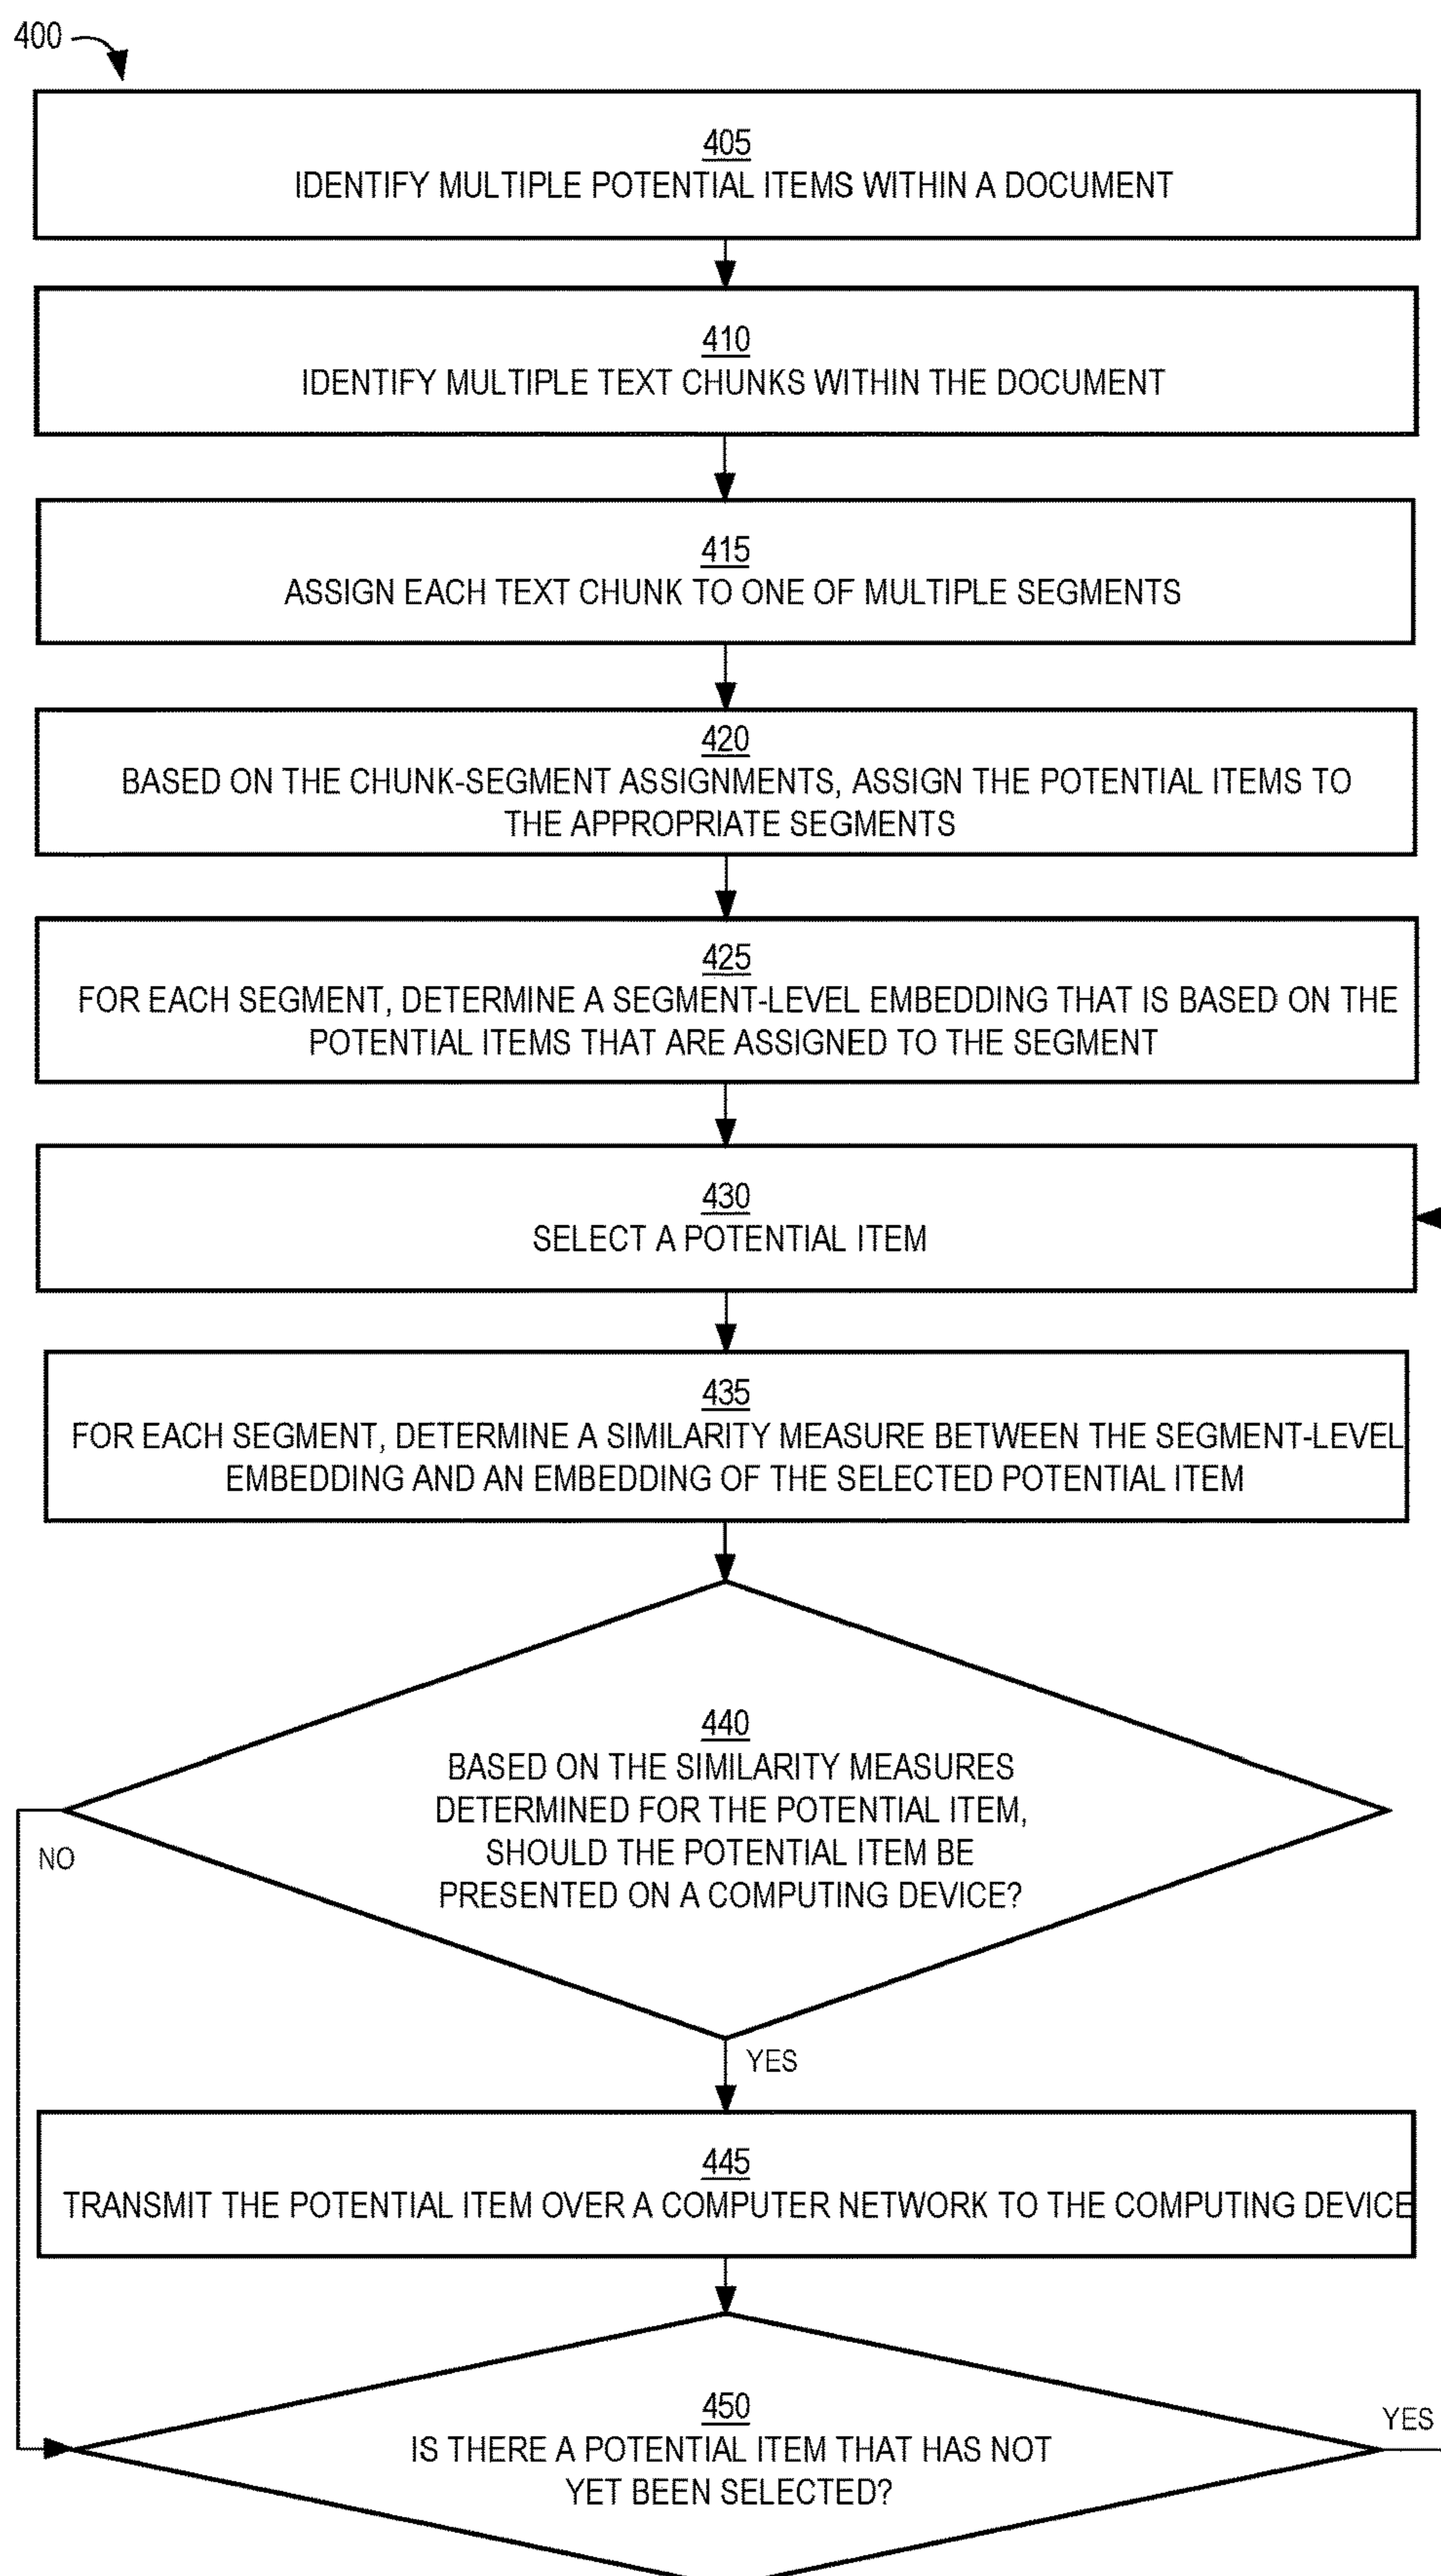 400
405
IDENTIFY MULTIPLE POTENTIAL ITEMS WITHIN A DOCUMENT
410
IDENTIFY MULTIPLE TEXT CHUNKS WITHIN THE DOCUMENT
415
ASSIGN EACH TEXT CHUNK TO ONE OF MULTIPLE SEGMENTS
420
BASED ON THE CHUNK-SEGMENT ASSIGNMENTS, ASSIGN THE POTENTIAL ITEMS TO
THE APPROPRIATE SEGMENTS
425
FOR EACH SEGMENT, DETERMINE A SEGMENT-LEVEL EMBEDDING THAT IS BASED ON THE
POTENTIAL ITEMS THAT ARE ASSIGNED TO THE SEGMENT
430
SELECT A POTENTIAL ITEM
435
FOR EACH SEGMENT, DETERMINE A SIMILARITY MEASURE BETWEEN THE SEGMENT-LEVEL
EMBEDDING AND AN EMBEDDING OF THE SELECTED POTENTIAL ITEM
440
BASED ON THE SIMILARITY MEASURES
DETERMINED FOR THE POTENTIAL ITEM,
SHOULD THE POTENTIAL ITEM BE
PRESENTED ON A COMPUTING DEVICE?
NO
YES
445
TRANSMIT THE POTENTIAL ITEM OVER A COMPUTER NETWORK TO THE COMPUTING DEVICE
450
IS THERE A POTENTIAL ITEM THAT HAS NOT
YET BEEN SELECTED?
YES